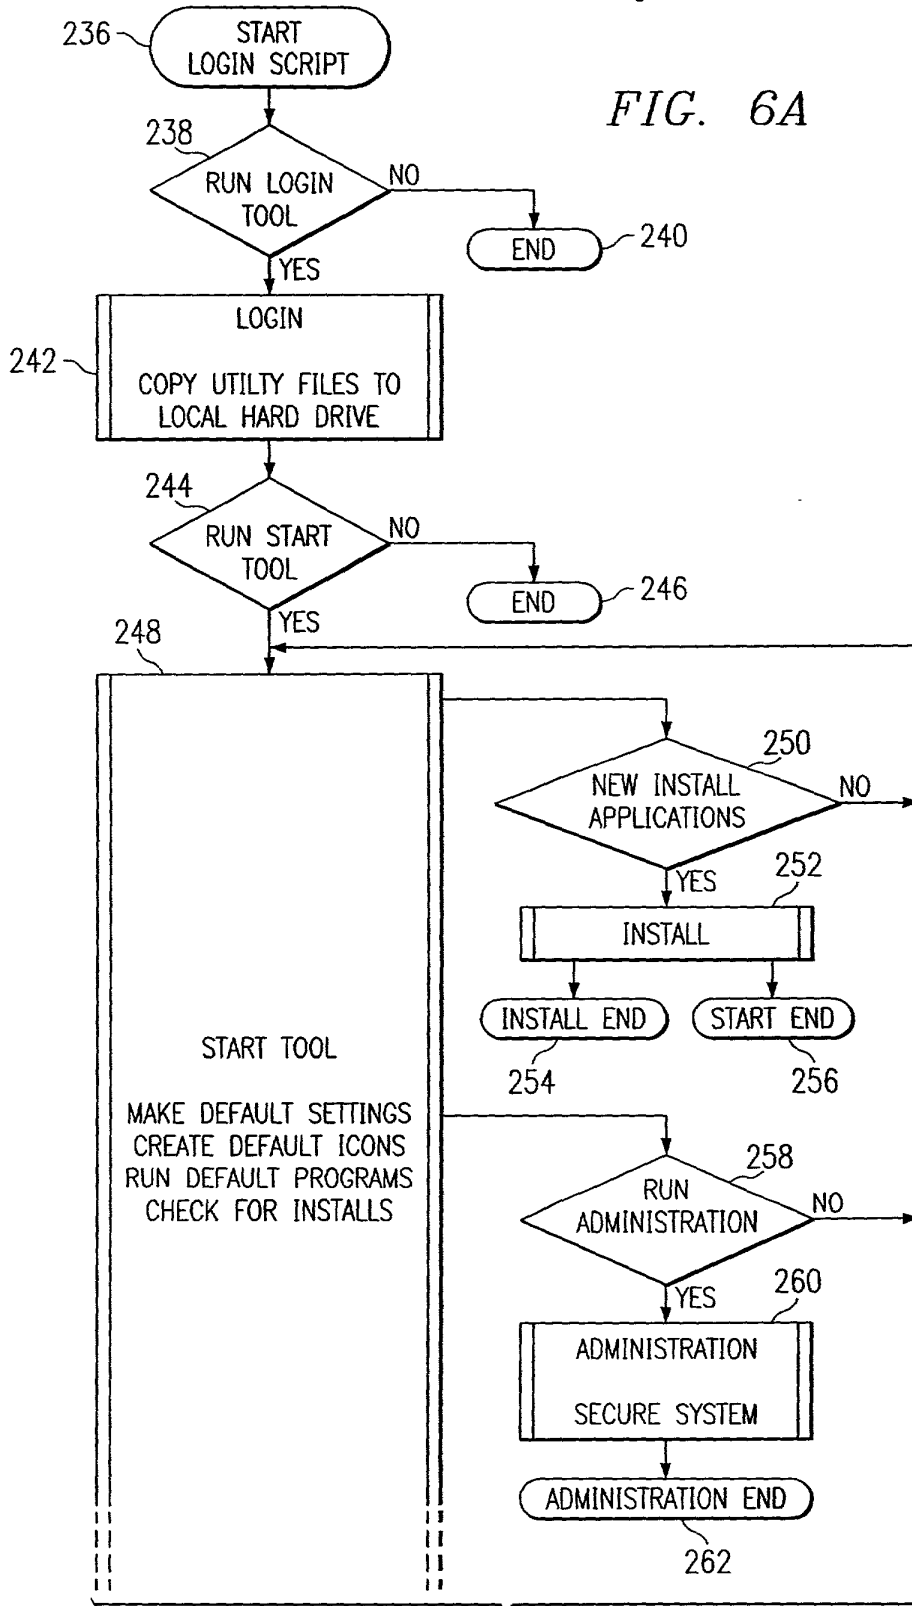 236
START
LOGIN SCRIPT
FIG. 6A
238
RUN LOGIN
TOOL
NO
END
240
YES
LOGIN
242
COPY UTILTY FILES TO
LOCAL HARD DRIVE
244
RUN START
TOOL
NO
END
246
YES
248
250
NEW INSTALL
APPLICATIONS
NO
YES
252
INSTALL
INSTALL END
START END
254
256
START TOOL
MAKE DEFAULT SETTINGS
CREATE DEFAULT ICONS
RUN DEFAULT PROGRAMS
CHECK FOR INSTALLS
258
RUN
ADMINISTRATION
NO
YES
260
ADMINISTRATION
SECURE SYSTEM
ADMINISTRATION END
262